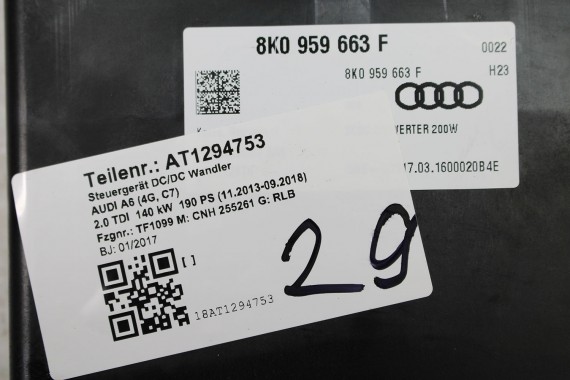 8K0 959 663 F
0022
8K0 959 663 F
H23
VERTER 200W
17.03.1600020B4E
Teilenr.: AT1294753
Steuergerät DC/DC Wandler
AUDI A6 (4G, C7)
2.0 TDI 140 kW 190 PS (11.2013-09.2018)
Fzgnr.: TF1099 M: CNH 255261 G: RLB
BJ: 01/2017
[ ]
18AT1294753
29